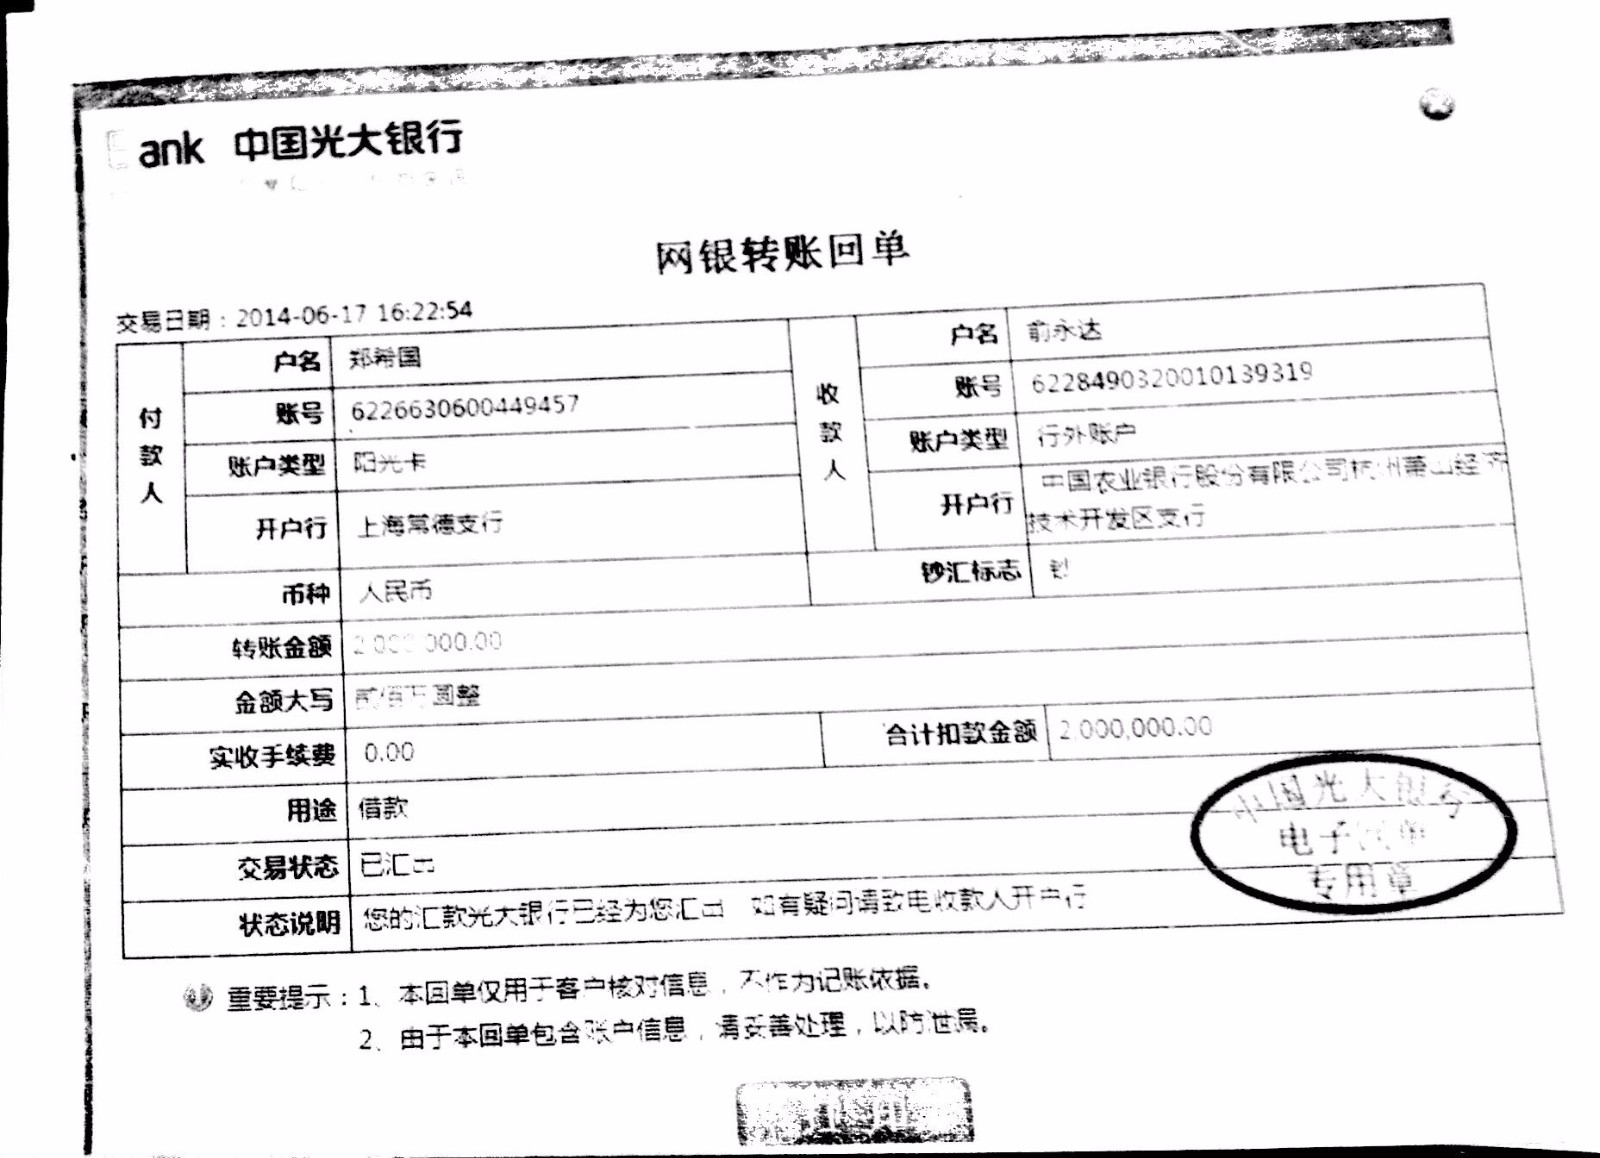 ank 中国光大银行
网银转账回单
交易日期：2014-06-17 16:22:54
付款人
户名 郑希国
账号 6226630600449457
账户类型 阳光卡
开户行 上海常德支行
收款人
户名 俞永达
账号 6228490320010139319
账户类型 行外账户
开户行 中国农业银行股份有限公司杭州萧山经济
技术开发区支行
币种 人民币
钞汇标志 钞
转账金额 2,000,000.00
金额大写 贰佰万圆整
实收手续费 0.00
合计扣款金额 2,000,000.00
用途 借款
交易状态 已汇出
状态说明 您的汇款光大银行已经为您汇出 如有疑问请致电收款人开户行
中国光大银行
电子回单
专用章
重要提示：1、本回单仅用于客户核对信息，不作为记账依据。
2、由于本回单包含账户信息，请妥善处理，以防泄漏。